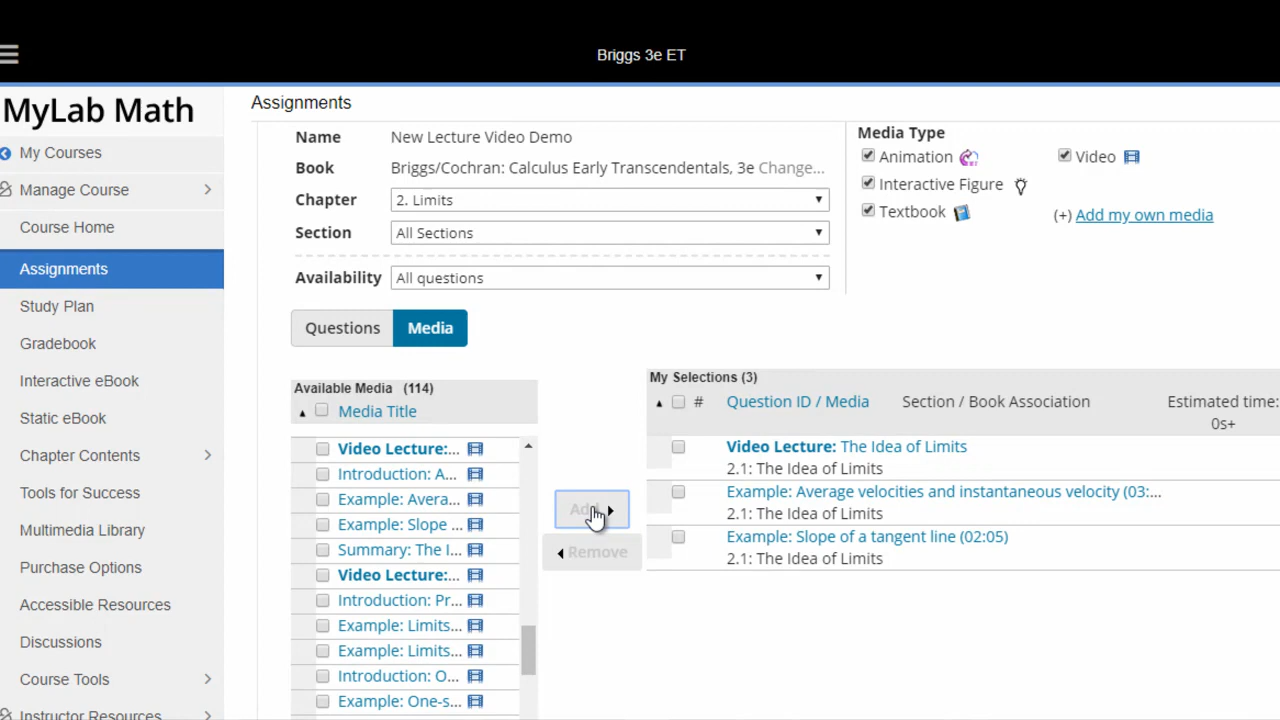 Briggs 3e ET
MyLab Math
My Courses
Manage Course
Course Home
Assignments
Study Plan
Gradebook
Interactive eBook
Static eBook
Chapter Contents
Tools for Success
Multimedia Library
Purchase Options
Accessible Resources
Discussions
Course Tools
Instructor Resources
Assignments
Name New Lecture Video Demo
Book Briggs/Cochran: Calculus Early Transcendentals, 3e Change...
Chapter 2. Limits
Section All Sections
Availability All questions
Media Type
Animation Video
Interactive Figure
Textbook (+) Add my own media
Questions Media
Available Media (114)
Media Title
Video Lecture:...
Introduction: A...
Example: Avera...
Example: Slope ...
Summary: The I...
Video Lecture:...
Introduction: Pr...
Example: Limits...
Example: Limits...
Introduction: O...
Example: One-s...
Add
Remove
My Selections (3)
# Question ID / Media Section / Book Association Estimated time:
0s+
Video Lecture: The Idea of Limits
2.1: The Idea of Limits
Example: Average velocities and instantaneous velocity (03:...
2.1: The Idea of Limits
Example: Slope of a tangent line (02:05)
2.1: The Idea of Limits